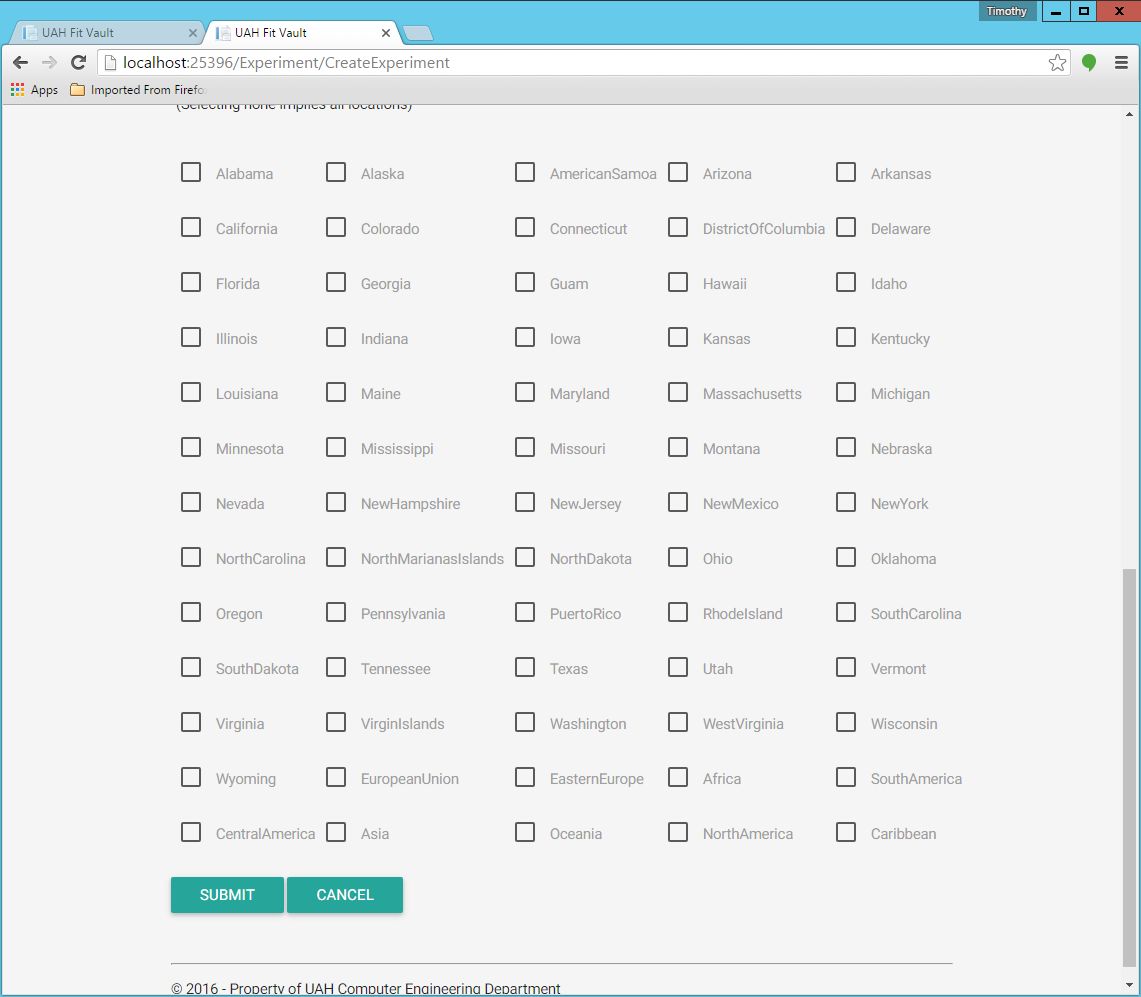 Timothy
UAH Fit Vault UAH Fit Vault
localhost:25396/Experiment/CreateExperiment
Apps Imported From Firefo
(Selecting none implies all locations)
Alabama Alaska AmericanSamoa Arizona Arkansas
California Colorado Connecticut DistrictOfColumbia Delaware
Florida Georgia Guam Hawaii Idaho
Illinois Indiana Iowa Kansas Kentucky
Louisiana Maine Maryland Massachusetts Michigan
Minnesota Mississippi Missouri Montana Nebraska
Nevada NewHampshire NewJersey NewMexico NewYork
NorthCarolina NorthMarianasIslands NorthDakota Ohio Oklahoma
Oregon Pennsylvania PuertoRico RhodeIsland SouthCarolina
SouthDakota Tennessee Texas Utah Vermont
Virginia VirginIslands Washington WestVirginia Wisconsin
Wyoming EuropeanUnion EasternEurope Africa SouthAmerica
CentralAmerica Asia Oceania NorthAmerica Caribbean
SUBMIT CANCEL
© 2016 - Property of UAH Computer Engineering Department